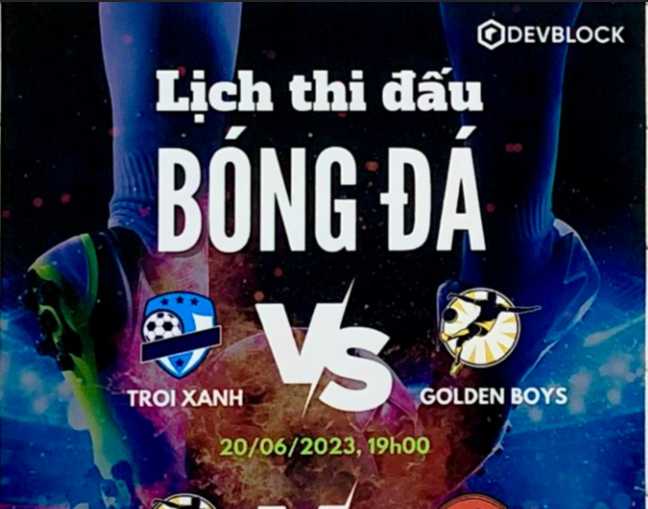 DEVBLOCK
Lịch thi đấu
BÓNG ĐÁ
VS
TROI XANH
GOLDEN BOYS
20/06/2023, 19h00